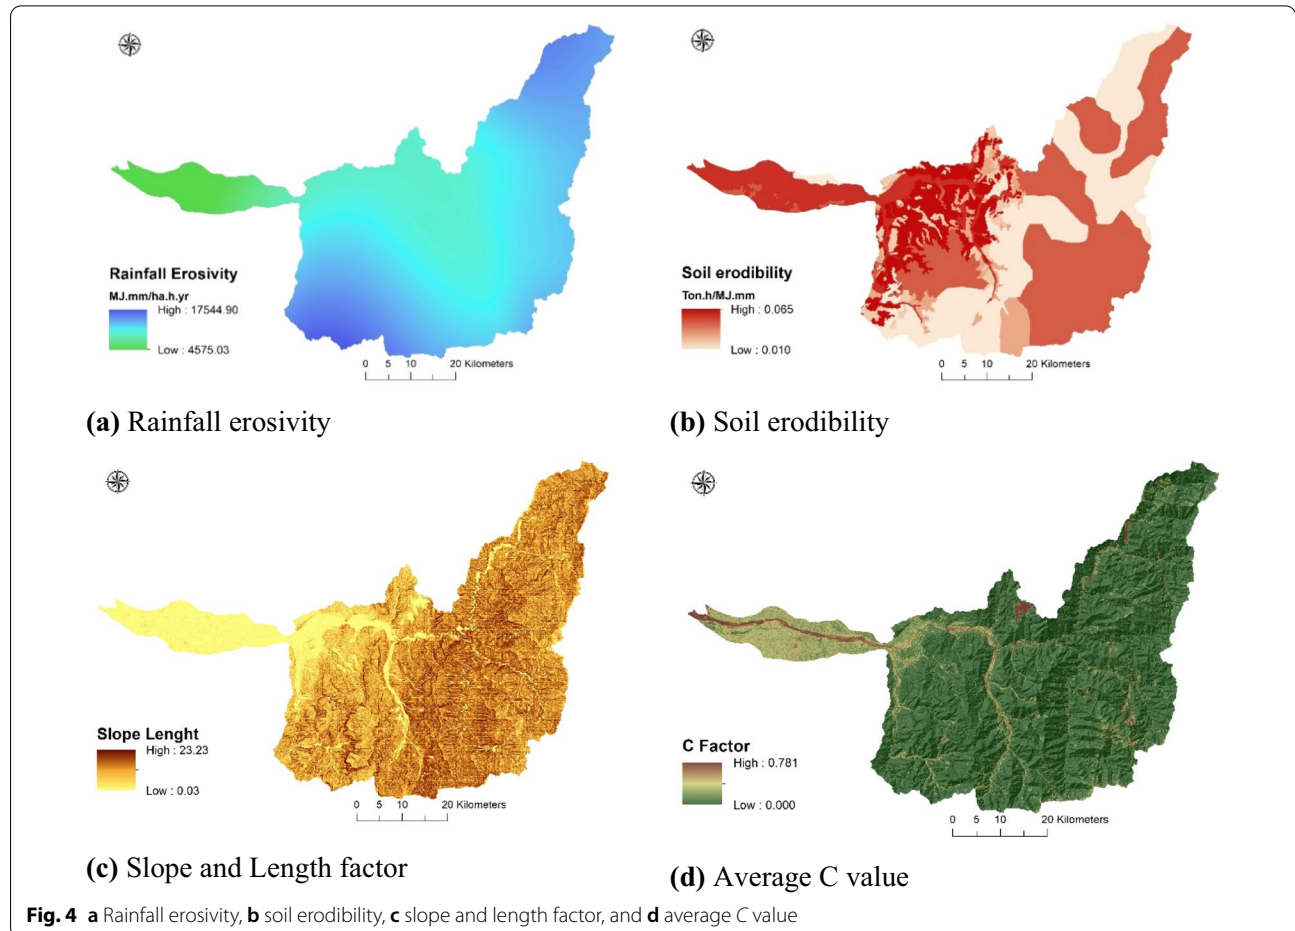 Rainfall Erosivity
MJ.mm/ha.h.yr
High : 17544.90
Low : 4575.03
0 5 10 20 Kilometers
(a) Rainfall erosivity
Soil erodibility
Ton.h/MJ.mm
High : 0.065
Low : 0.010
0 5 10 20 Kilometers
(b) Soil erodibility
Slope Lenght
High : 23.23
Low : 0.03
0 5 10 20 Kilometers
(c) Slope and Length factor
C Factor
High : 0.781
Low : 0.000
0 5 10 20 Kilometers
(d) Average C value
Fig. 4 a Rainfall erosivity, b soil erodibility, c slope and length factor, and d average C value